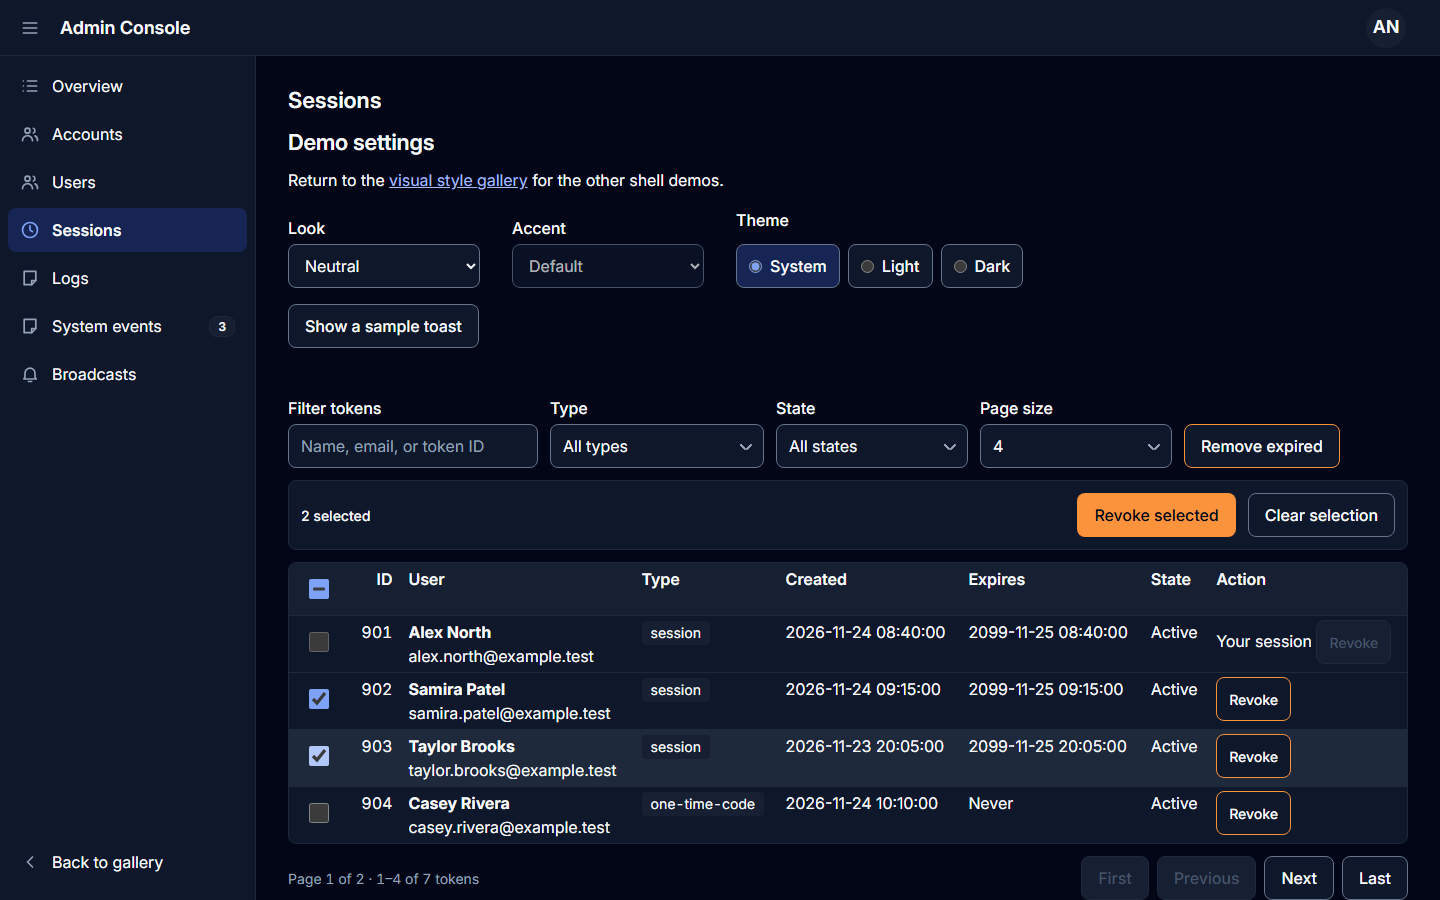 Admin Console
AN
Overview
Accounts
Users
Sessions
Logs
System events 3
Broadcasts
Back to gallery
Sessions
Demo settings
Return to the visual style gallery for the other shell demos.
Look Accent Theme
Neutral Default System Light Dark
Show a sample toast
Filter tokens Type State Page size
Name, email, or token ID All types All states 4 Remove expired
2 selected Revoke selected Clear selection
ID User Type Created Expires State Action
901 Alex North session 2026-11-24 08:40:00 2099-11-25 08:40:00 Active Your session Revoke
alex.north@example.test
902 Samira Patel session 2026-11-24 09:15:00 2099-11-25 09:15:00 Active Revoke
samira.patel@example.test
903 Taylor Brooks session 2026-11-23 20:05:00 2099-11-25 20:05:00 Active Revoke
taylor.brooks@example.test
904 Casey Rivera one-time-code 2026-11-24 10:10:00 Never Active Revoke
casey.rivera@example.test
Page 1 of 2 · 1–4 of 7 tokens First Previous Next Last